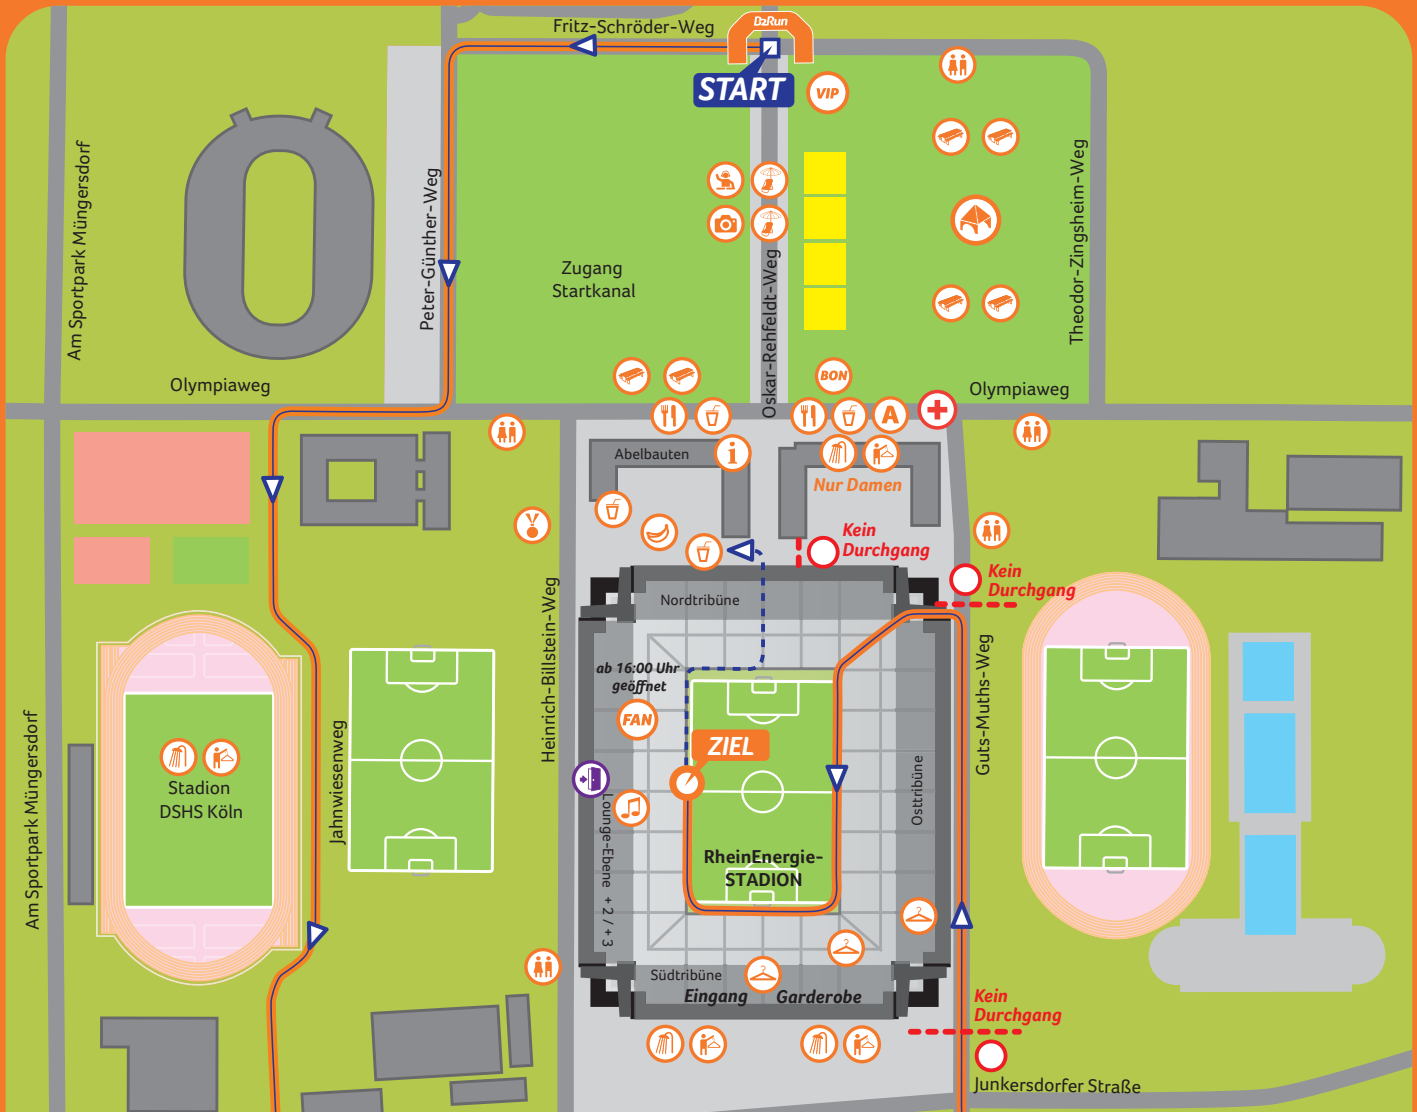 Fritz-Schröder-Weg
B2Run
START
VIP
Am Sportpark Müngersdorf
Peter-Günther-Weg
Zugang
Startkanal
Oskar-Rehfeldt-Weg
Theodor-Zingsheim-Weg
Olympiaweg
BON
Olympiaweg
A
Abelbauten
i
Nur Damen
Kein
Durchgang
Kein
Durchgang
Nordtribüne
Heinrich-Billstein-Weg
ab 16:00 Uhr
geöffnet
FAN
ZIEL
Guts-Muths-Weg
Am Sportpark Müngersdorf
Stadion
DSHS Köln
Jahnwiesenweg
Lounge-Ebene +2 / +3
Osttribüne
RheinEnergie-
STADION
Südtribüne
Eingang Garderobe
Kein
Durchgang
Junkersdorfer Straße